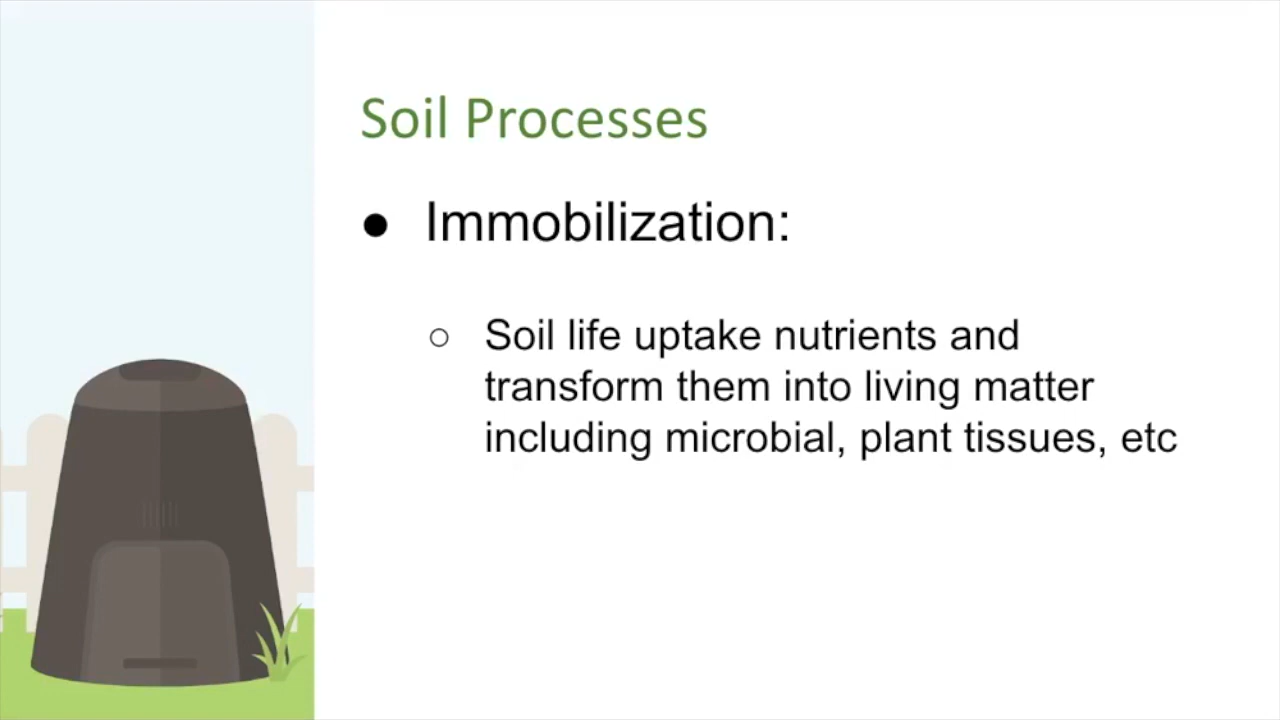 Soil Processes
● Immobilization:
○ Soil life uptake nutrients and
transform them into living matter
including microbial, plant tissues, etc